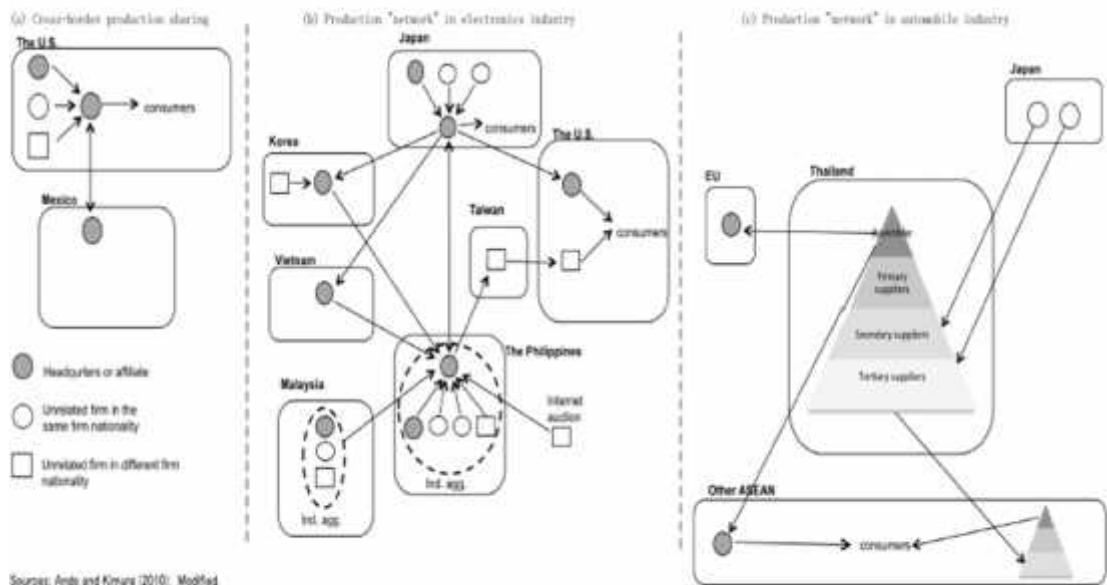 (a) Cross-border production sharing
The U.S.
consumers
Mexico
Headqurters or affiliate
Unrelated firm in the
same firm nationality
Unrelated firm in different firm
nationality
(b) Production "network" in electronics industry
Japan
consumers
Korea
The U.S.
Taiwan
consumers
Vietnam
The Philippines
Malaysia
Internet
auction
Ind. agg.
Ind. agg.
(c) Production "network" in automobile industry
Japan
EU
Thailand
Primary
suppliers
Secondary suppliers
Tertiary suppliers
Other ASEAN
consumers
Sources: Ando and Kimura (2010); Modified